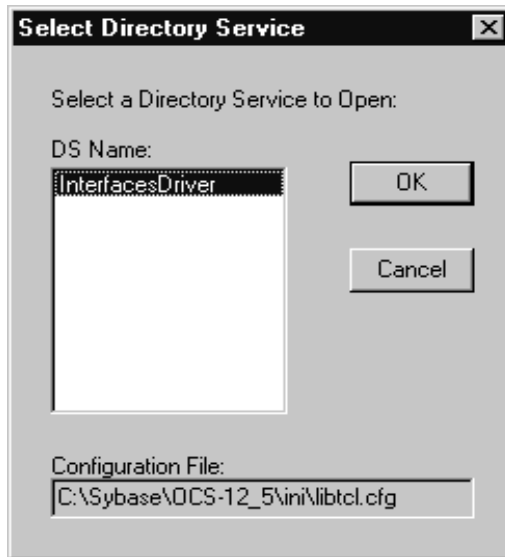 Select Directory Service
Select a Directory Service to Open:
DS Name:
InterfacesDriver
OK
Cancel
Configuration File:
C:\Sybase\OCS-12_5\ini\libtcl.cfg